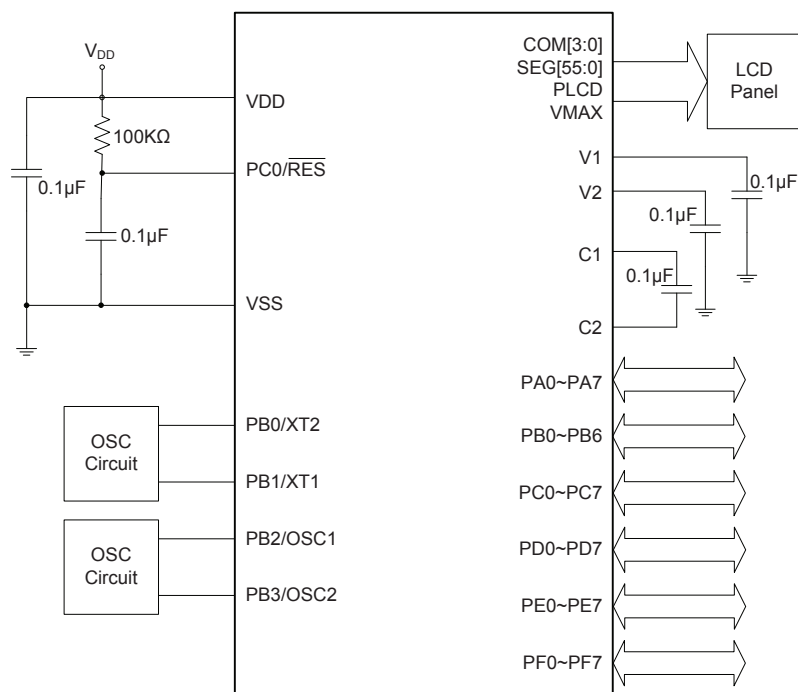 V_DD
VDD
100KΩ
PC0/R̅E̅S̅
0.1µF
0.1µF
VSS
OSC
Circuit
PB0/XT2
PB1/XT1
OSC
Circuit
PB2/OSC1
PB3/OSC2
COM[3:0]
SEG[55:0]
PLCD
VMAX
LCD
Panel
V1
0.1µF
V2
0.1µF
C1
0.1µF
C2
PA0~PA7
PB0~PB6
PC0~PC7
PD0~PD7
PE0~PE7
PF0~PF7